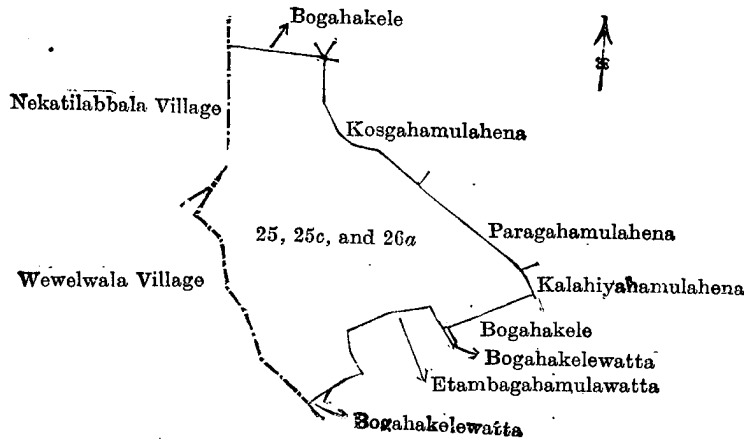 Bogahakele
Nekatilabbala Village
Kosgahamulahena
25, 25c, and 26a
Paragahamulahena
Wewelwala Village
Kalahiyahamulahena
Bogahakele
Bogahakelewatta
Etambagahamulawatta
Bogahakelewatta